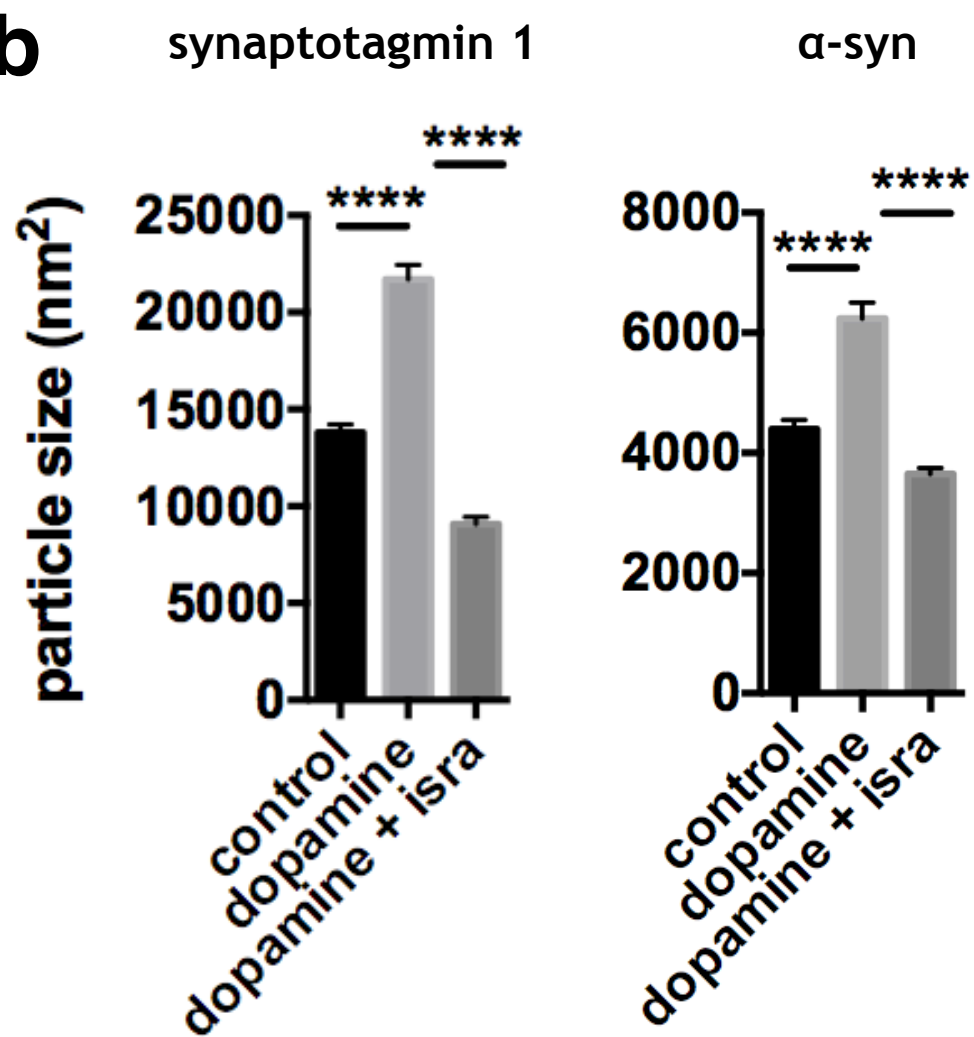 b
synaptotagmin 1
α-syn
particle size (nm²)
****
****
25000
20000
15000
10000
5000
0
control
dopamine
dopamine + isra
****
****
8000
6000
4000
2000
0
control
dopamine
dopamine + isra